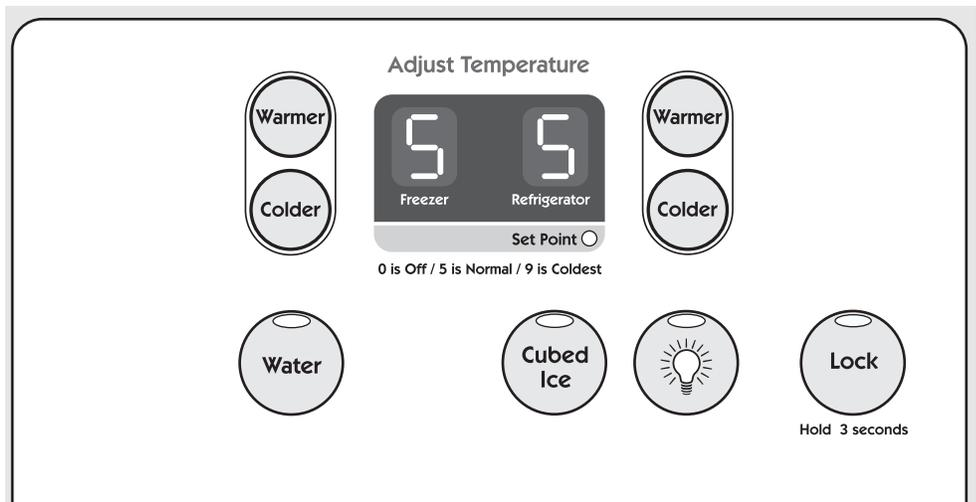 Adjust Temperature
Warmer
5 5
Warmer
Freezer Refrigerator
Colder
Colder
Set Point
0 is Off / 5 is Normal / 9 is Coldest
Water
Cubed
Ice
Lock
Hold 3 seconds